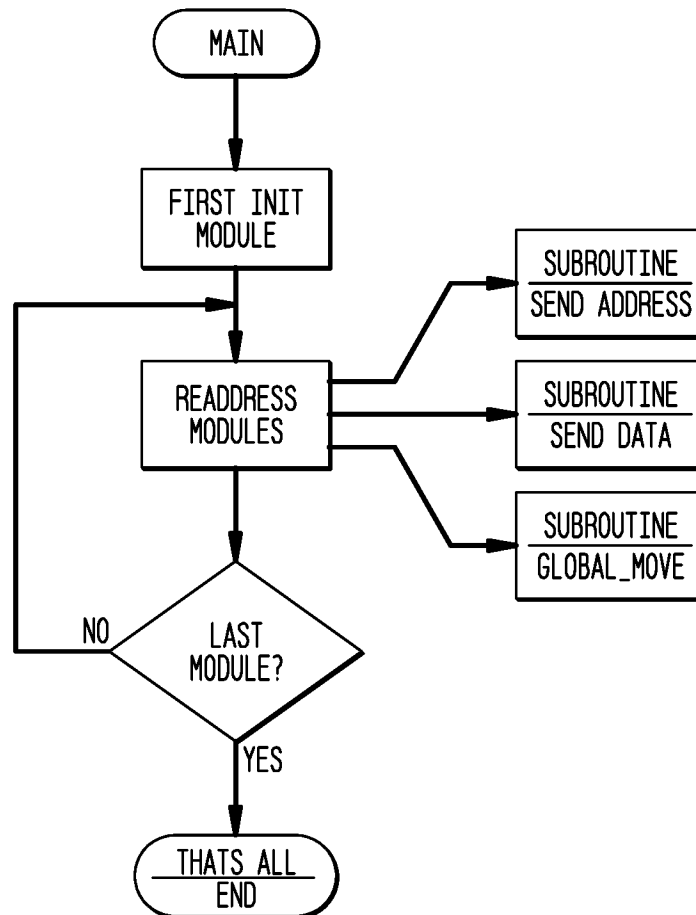 MAIN
FIRST INIT
MODULE
SUBROUTINE
SEND ADDRESS
READDRESS
MODULES
SUBROUTINE
SEND DATA
SUBROUTINE
GLOBAL_MOVE
NO
LAST
MODULE?
YES
THATS ALL
END